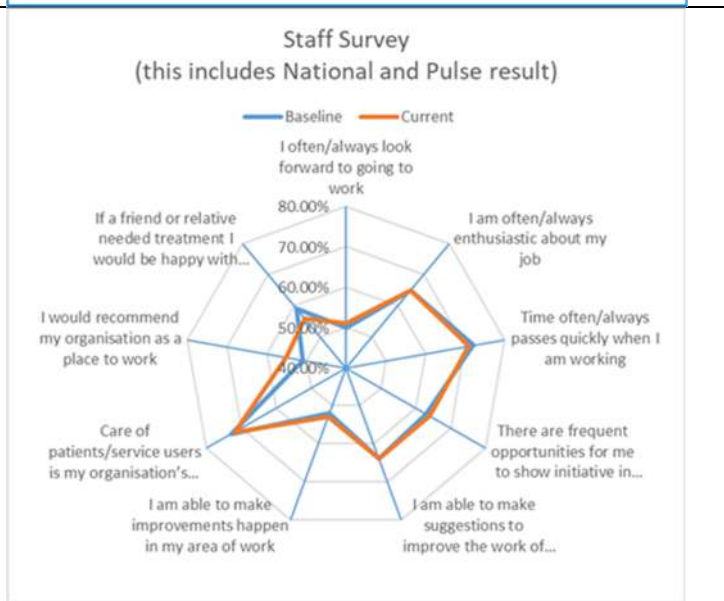 Staff Survey
(this includes National and Pulse result)
Baseline Current
I often/always look
forward to going to
work
80.00%
70.00%
60.00%
50.00%
40.00%
I am often/always
enthusiastic about my
job
Time often/always
passes quickly when I
am working
There are frequent
opportunities for me
to show initiative in...
I am able to make
suggestions to
improve the work of...
I am able to make
improvements happen
in my area of work
Care of
patients/service users
is my organisation's...
I would recommend
my organisation as a
place to work
If a friend or relative
needed treatment I
would be happy with...